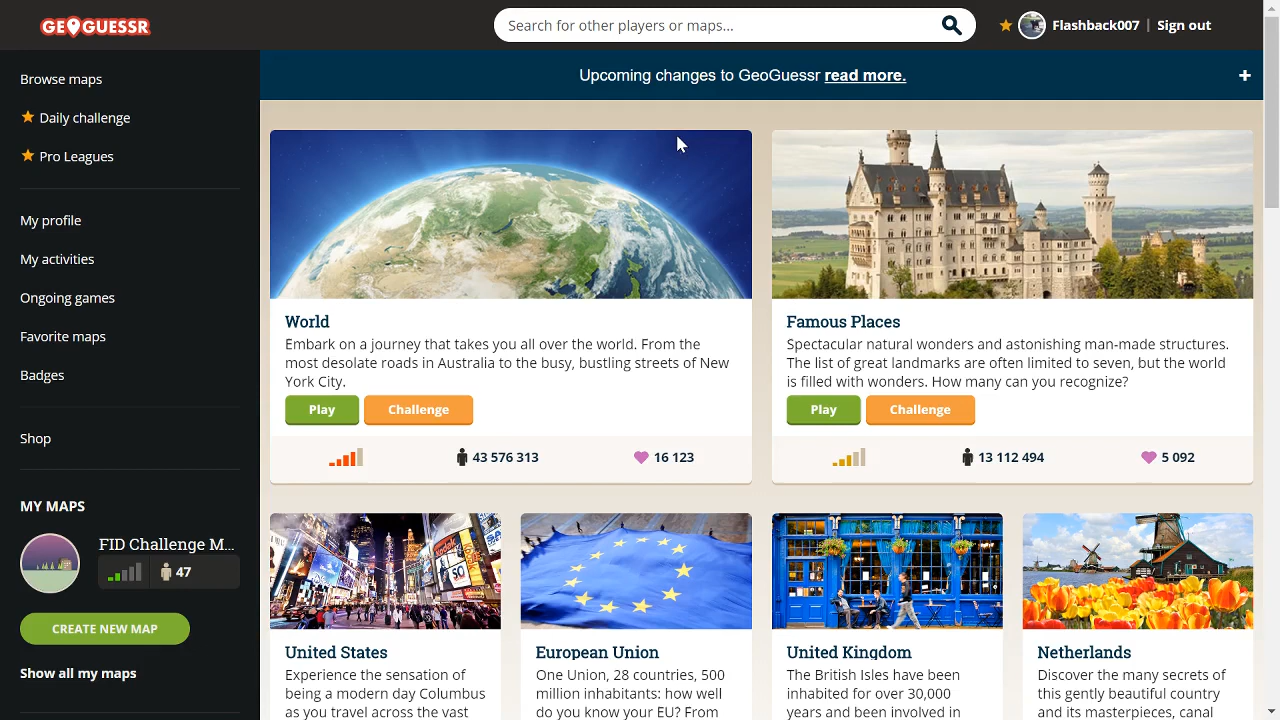 GEOGUESSR
Search for other players or maps...
Flashback007 | Sign out
Browse maps
Daily challenge
Pro Leagues
My profile
My activities
Ongoing games
Favorite maps
Badges
Shop
MY MAPS
FID Challenge M...
47
CREATE NEW MAP
Show all my maps
Upcoming changes to GeoGuessr read more.
+
World
Embark on a journey that takes you all over the world. From the
most desolate roads in Australia to the busy, bustling streets of New
York City.
Play Challenge
43 576 313 16 123
Famous Places
Spectacular natural wonders and astonishing man-made structures.
The list of great landmarks are often limited to seven, but the world
is filled with wonders. How many can you recognize?
Play Challenge
13 112 494 5 092
Kodak
United States
Experience the sensation of
being a modern day Columbus
as you travel across the vast
European Union
One Union, 28 countries, 500
million inhabitants: how well
do you know your EU? From
United Kingdom
The British Isles have been
inhabited for over 30,000
years and been involved in
Netherlands
Discover the many secrets of
this gently beautiful country
and its masterpieces, canal